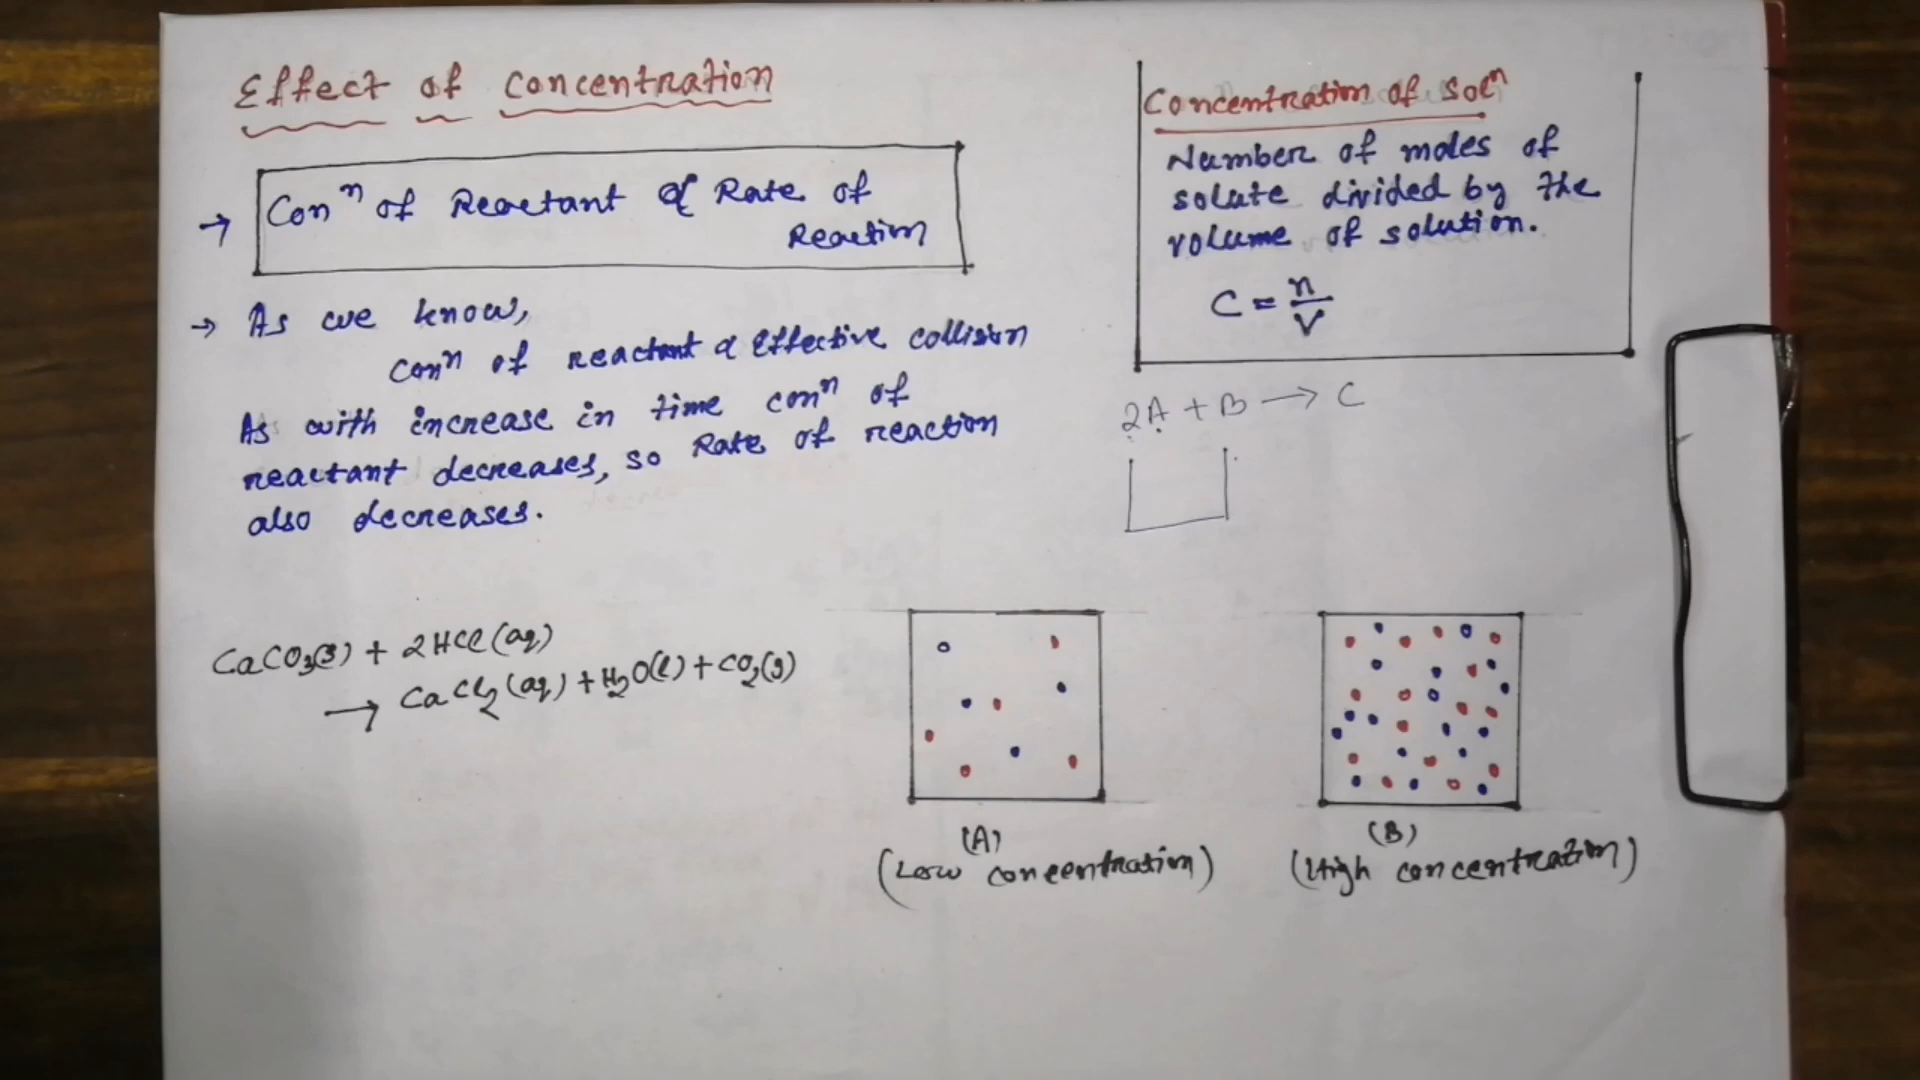 Effect of Concentration
→ Conⁿ of Reactant α Rate of
Reaction
→ As we know,
Conⁿ of reactant α Effective collision
As with increase in time conⁿ of
reactant decreases, so Rate of reaction
also decreases.
Concentration of solⁿ
Number of moles of
solute divided by the
volume of solution.
C = n/V
2A + B → C
CaCO₃(s) + 2HCl(aq)
→ CaCl₂(aq) + H₂O(l) + CO₂(g)
(A)
(Low concentration)
(B)
(High concentration)